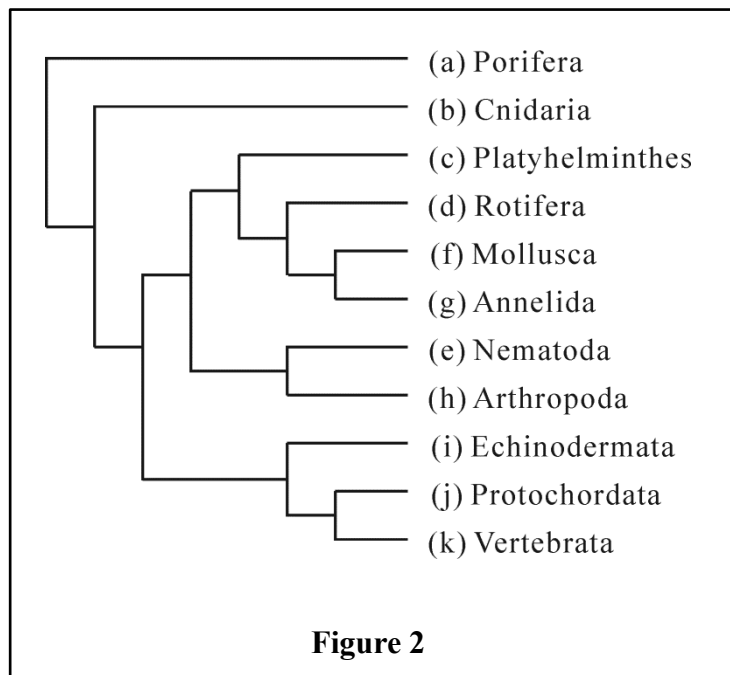 (a) Porifera
(b) Cnidaria
(c) Platyhelminthes
(d) Rotifera
(f) Mollusca
(g) Annelida
(e) Nematoda
(h) Arthropoda
(i) Echinodermata
(j) Protochordata
(k) Vertebrata
Figure 2